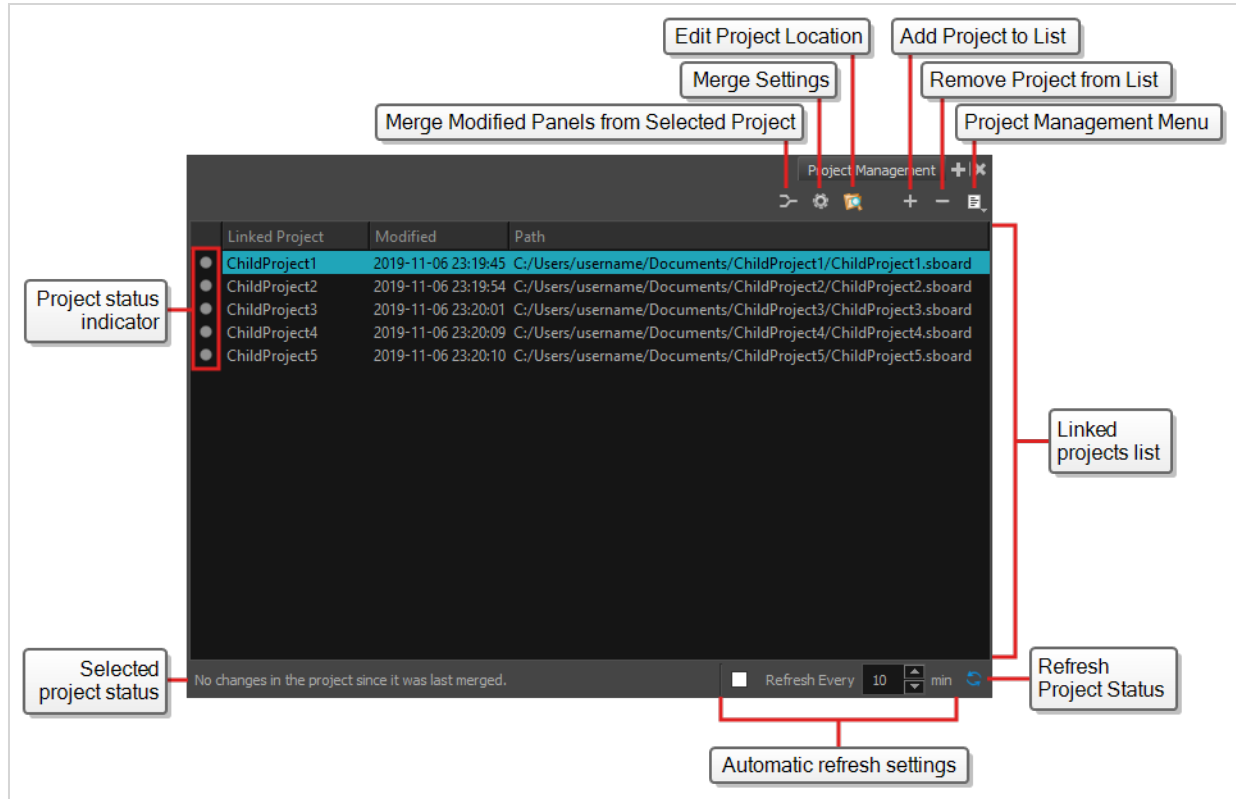 Edit Project Location
Add Project to List
Merge Settings
Remove Project from List
Merge Modified Panels from Selected Project
Project Management Menu
Project Management
Linked Project Modified Path
ChildProject1 2019-11-06 23:19:45 C:/Users/username/Documents/ChildProject1/ChildProject1.sboard
ChildProject2 2019-11-06 23:19:54 C:/Users/username/Documents/ChildProject2/ChildProject2.sboard
ChildProject3 2019-11-06 23:20:01 C:/Users/username/Documents/ChildProject3/ChildProject3.sboard
ChildProject4 2019-11-06 23:20:09 C:/Users/username/Documents/ChildProject4/ChildProject4.sboard
ChildProject5 2019-11-06 23:20:10 C:/Users/username/Documents/ChildProject5/ChildProject5.sboard
Project status
indicator
Linked
projects list
Selected
project status
No changes in the project since it was last merged.
Refresh Every 10 min
Refresh
Project Status
Automatic refresh settings